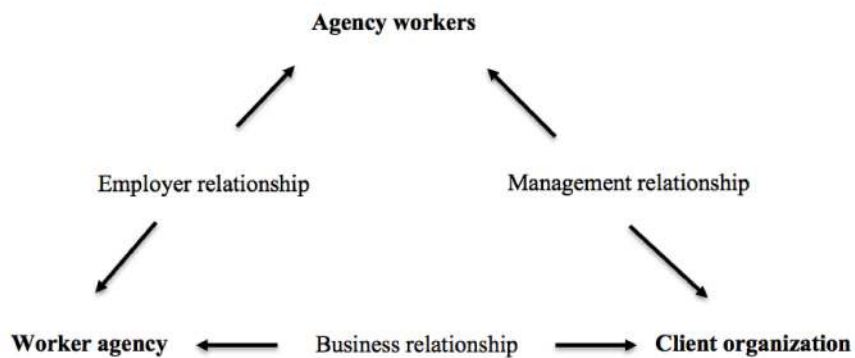 Agency workers
Employer relationship
Management relationship
Worker agency
Business relationship
Client organization